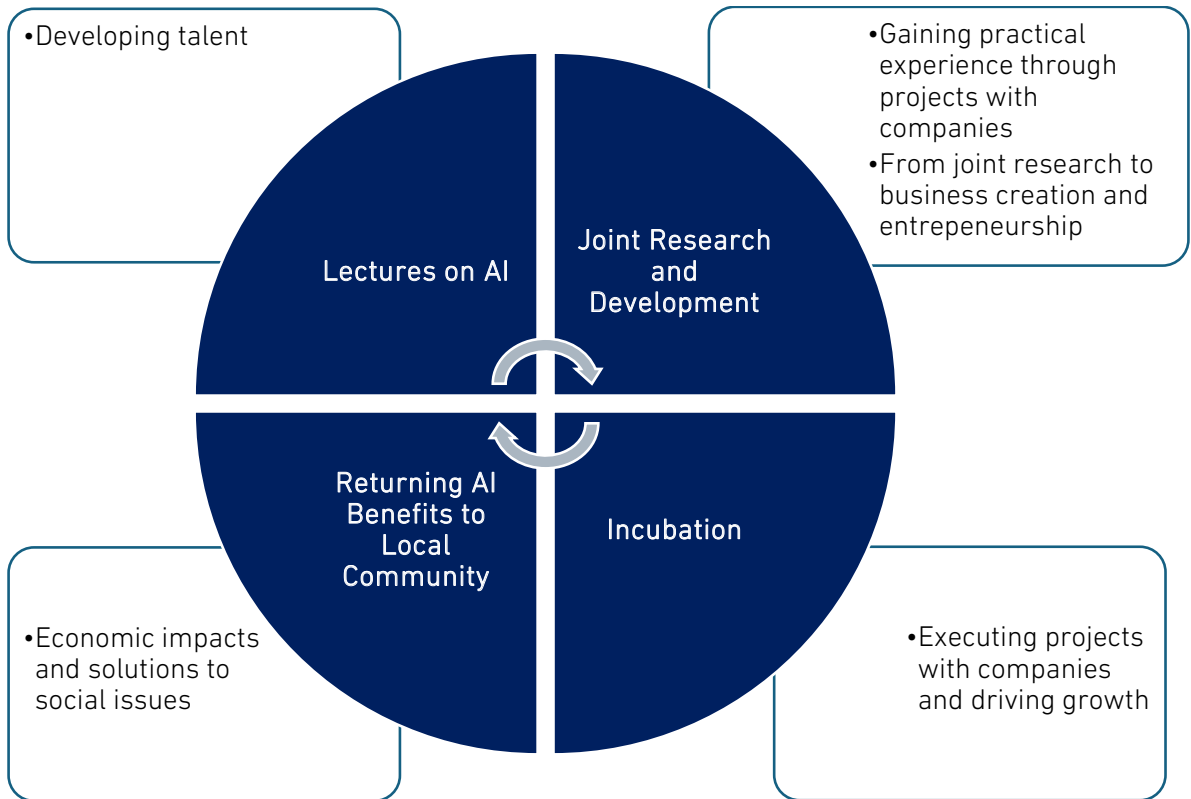 •Developing talent
•Gaining practical
experience through
projects with
companies
•From joint research to
business creation and
entrepeneurship
Lectures on AI
Joint Research
and
Development
Returning AI
Benefits to
Local
Community
Incubation
•Economic impacts
and solutions to
social issues
•Executing projects
with companies
and driving growth